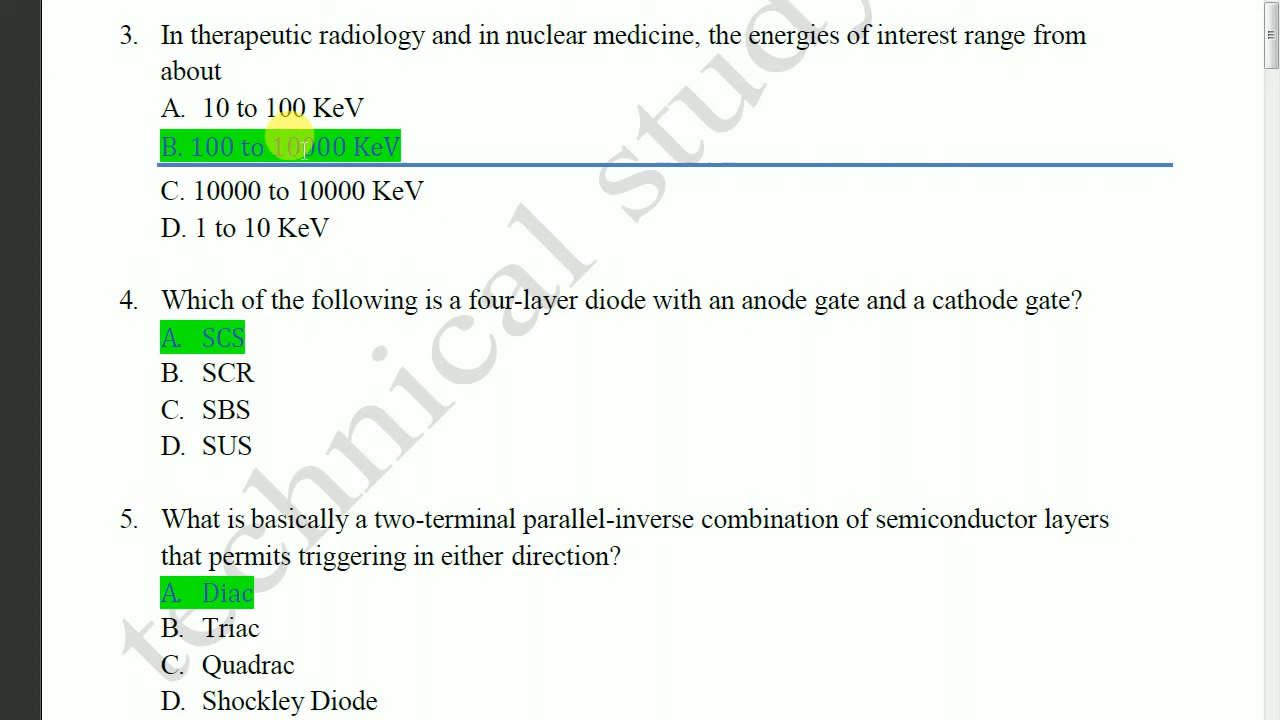 3. In therapeutic radiology and in nuclear medicine, the energies of interest range from
about
A. 10 to 100 KeV
B. 100 to 10000 KeV
C. 10000 to 10000 KeV
D. 1 to 10 KeV
4. Which of the following is a four-layer diode with an anode gate and a cathode gate?
A. SCS
B. SCR
C. SBS
D. SUS
5. What is basically a two-terminal parallel-inverse combination of semiconductor layers
that permits triggering in either direction?
A. Diac
B. Triac
C. Quadrac
D. Shockley Diode
technical study